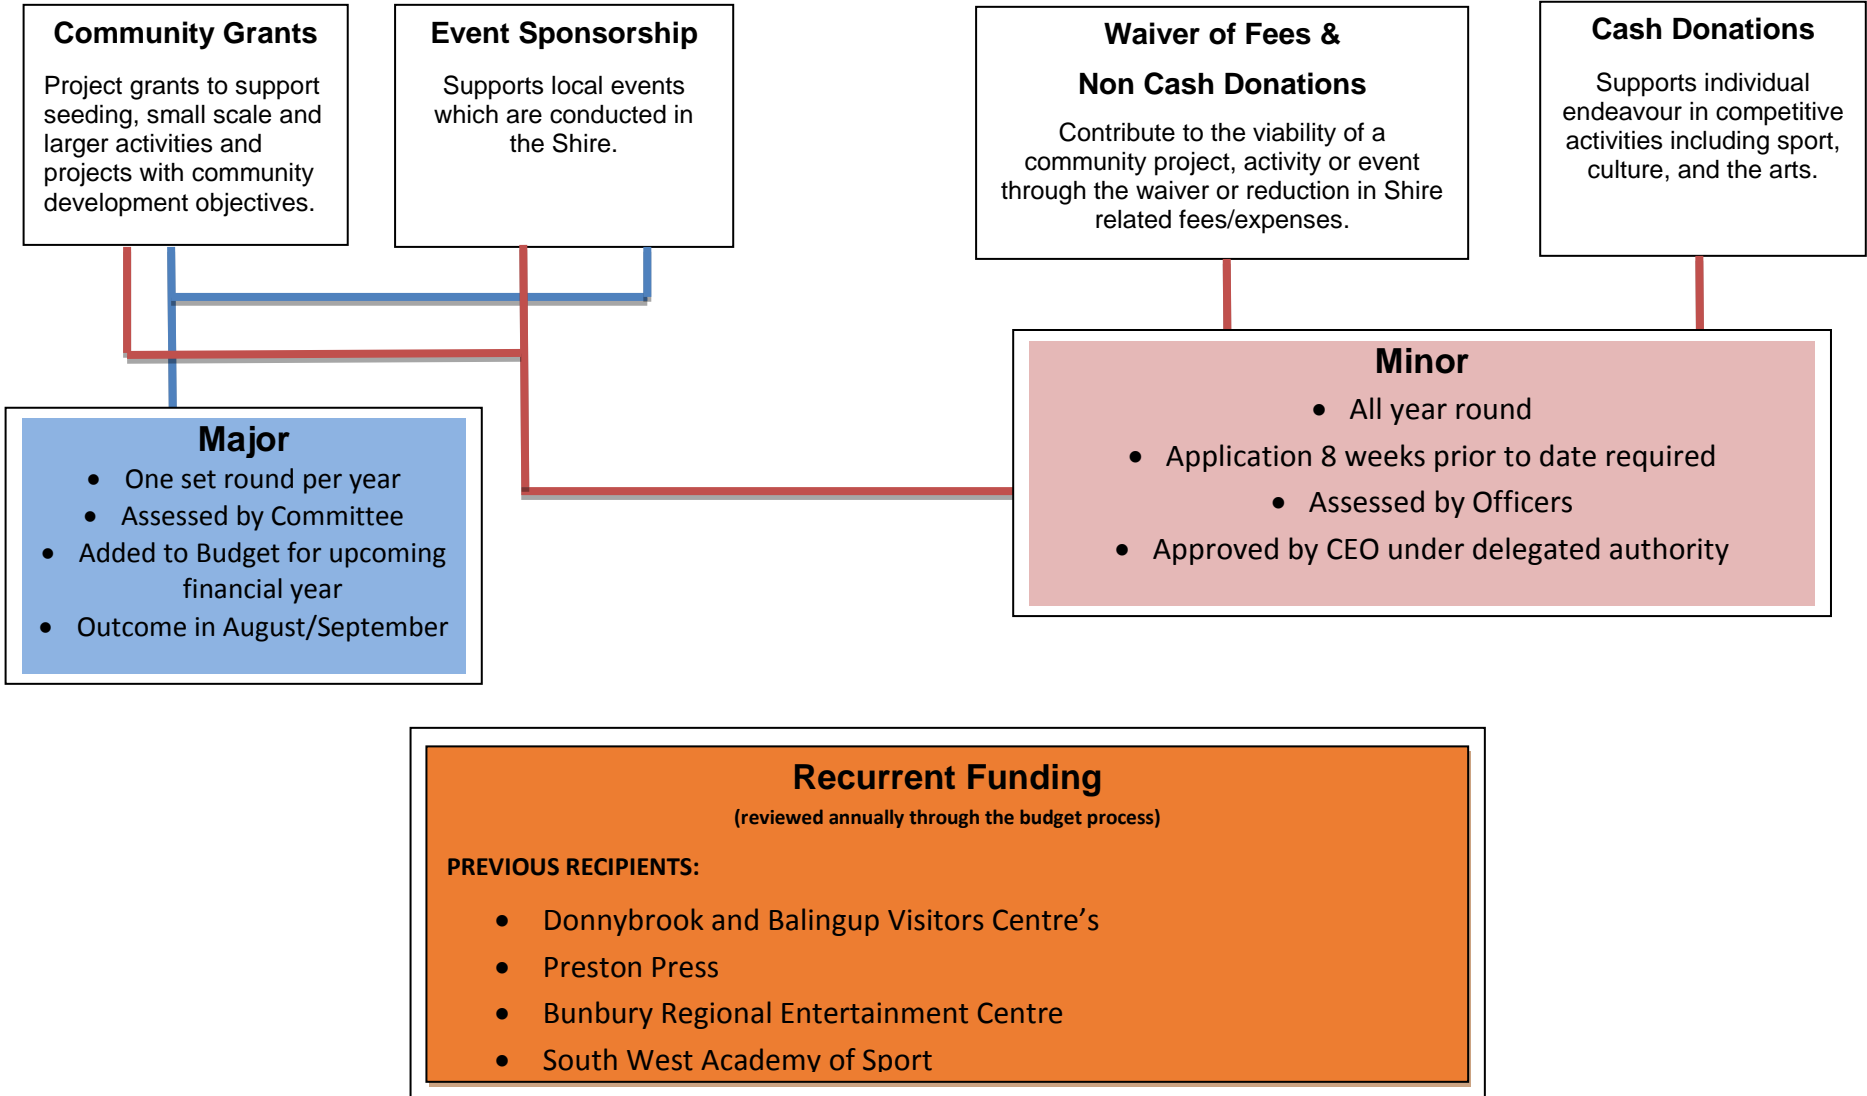 Community Grants
Project grants to support
seeding, small scale and
larger activities and
projects with community
development objectives.
Event Sponsorship
Supports local events
which are conducted in
the Shire.
Waiver of Fees &
Non Cash Donations
Contribute to the viability of a
community project, activity or event
through the waiver or reduction in Shire
related fees/expenses.
Cash Donations
Supports individual
endeavour in competitive
activities including sport,
culture, and the arts.
Major
• One set round per year
• Assessed by Committee
• Added to Budget for upcoming
financial year
• Outcome in August/September
Minor
• All year round
• Application 8 weeks prior to date required
• Assessed by Officers
• Approved by CEO under delegated authority
Recurrent Funding
(reviewed annually through the budget process)
PREVIOUS RECIPIENTS:
• Donnybrook and Balingup Visitors Centre’s
• Preston Press
• Bunbury Regional Entertainment Centre
• South West Academy of Sport